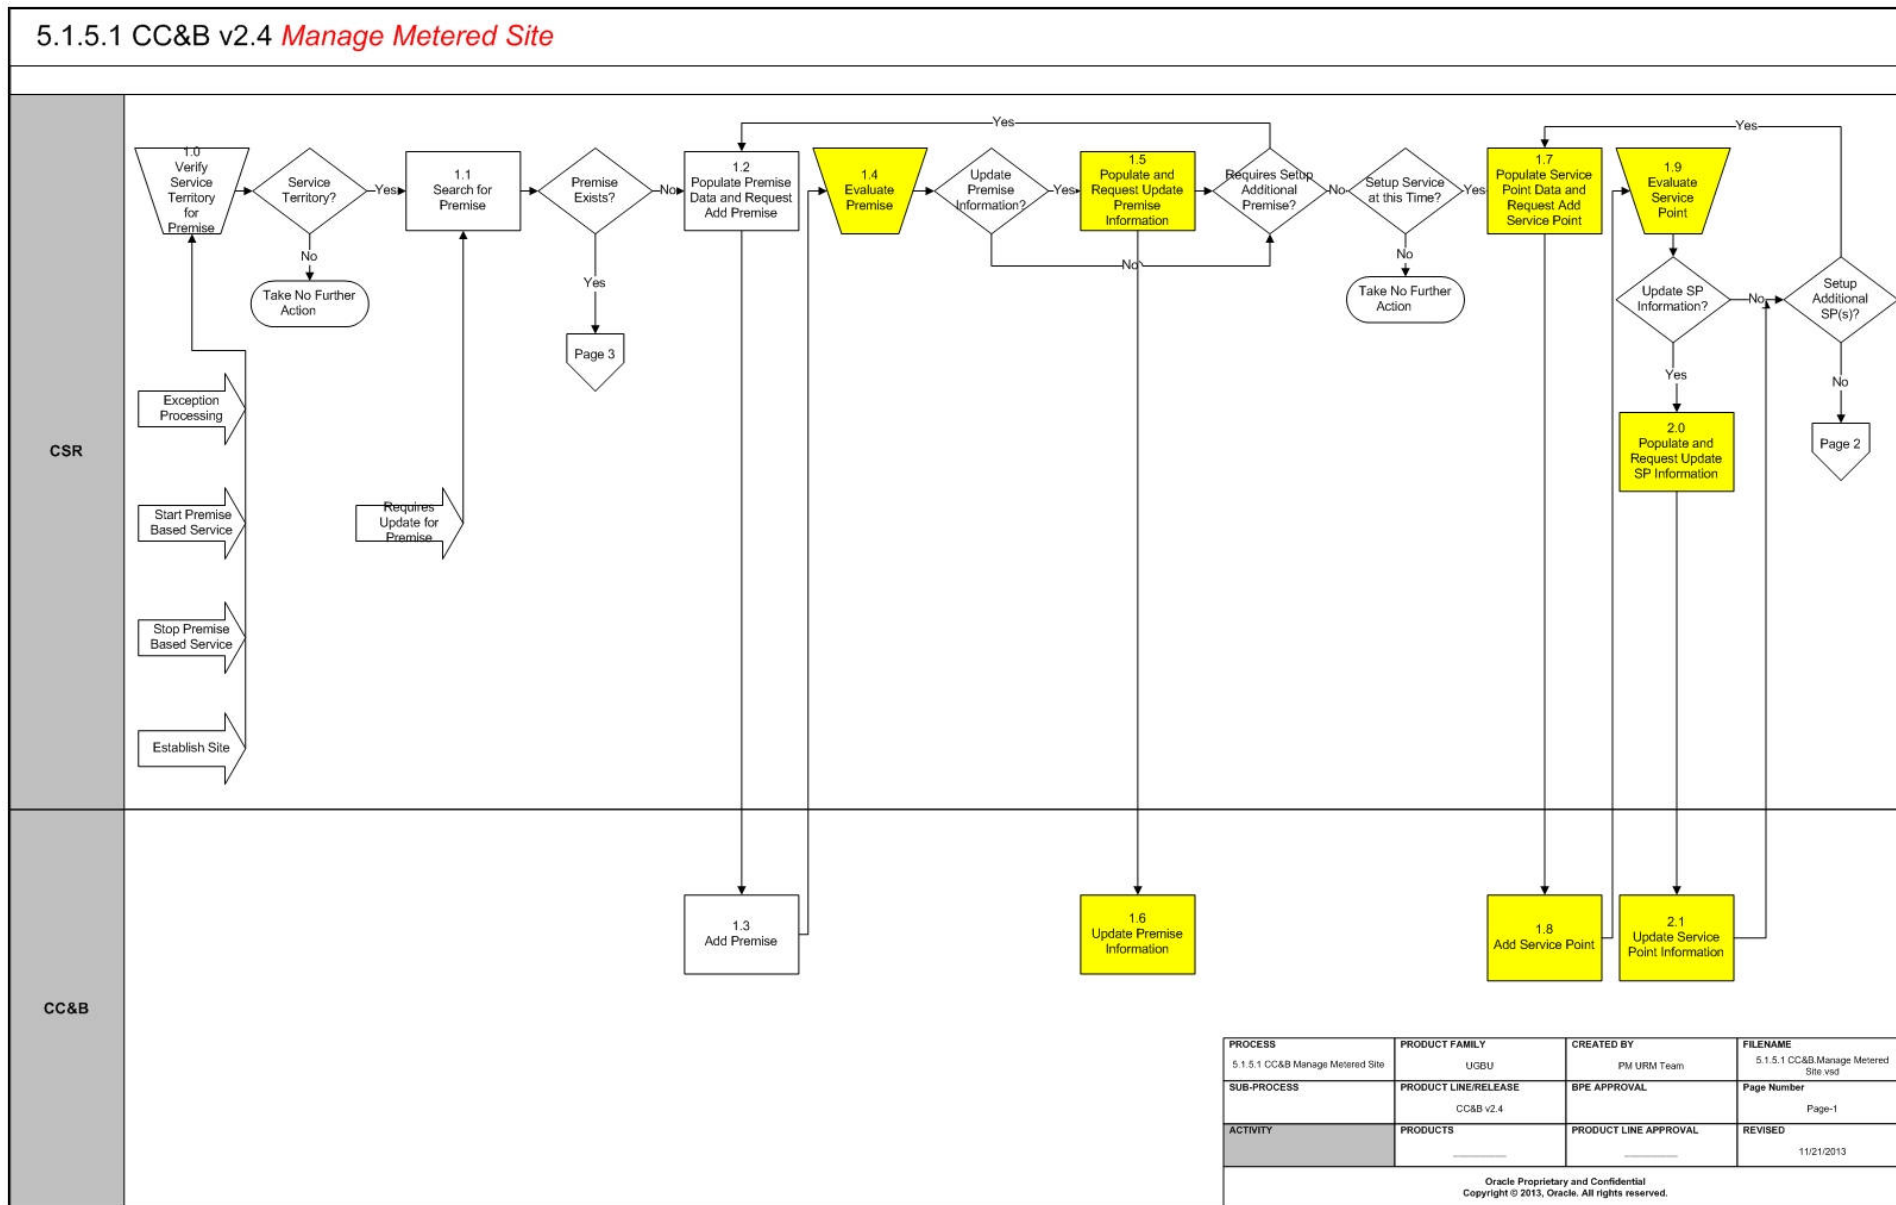 5.1.5.1 CC&B v2.4 Manage Metered Site
CSR
1.0
Verify
Service
Territory
for
Premise
Service
Territory?
Yes
No
Take No Further
Action
1.1
Search for
Premise
Premise
Exists?
No
Yes
Page 3
1.2
Populate Premise
Data and Request
Add Premise
Yes
1.4
Evaluate
Premise
Update
Premise
Information?
Yes
No
1.5
Populate and
Request Update
Premise
Information
Requires Setup
Additional
Premise?
No
Setup Service
at this Time?
Yes
No
Take No Further
Action
1.7
Populate Service
Point Data and
Request Add
Service Point
Yes
1.9
Evaluate
Service
Point
Update SP
Information?
No
Yes
Setup
Additional
SP(s)?
No
Page 2
2.0
Populate and
Request Update
SP Information
Exception
Processing
Start Premise
Based Service
Requires
Update for
Premise
Stop Premise
Based Service
Establish Site
CC&B
1.3
Add Premise
1.6
Update Premise
Information
1.8
Add Service Point
2.1
Update Service
Point Information
PROCESS
5.1.5.1 CC&B Manage Metered Site
PRODUCT FAMILY
UGBU
CREATED BY
PM URM Team
FILENAME
5.1.5.1 CC&B.Manage Metered
Site.vsd
SUB-PROCESS
PRODUCT LINE/RELEASE
CC&B v2.4
BPE APPROVAL
Page Number
Page-1
ACTIVITY
PRODUCTS
PRODUCT LINE APPROVAL
REVISED
11/21/2013
Oracle Proprietary and Confidential
Copyright © 2013, Oracle. All rights reserved.